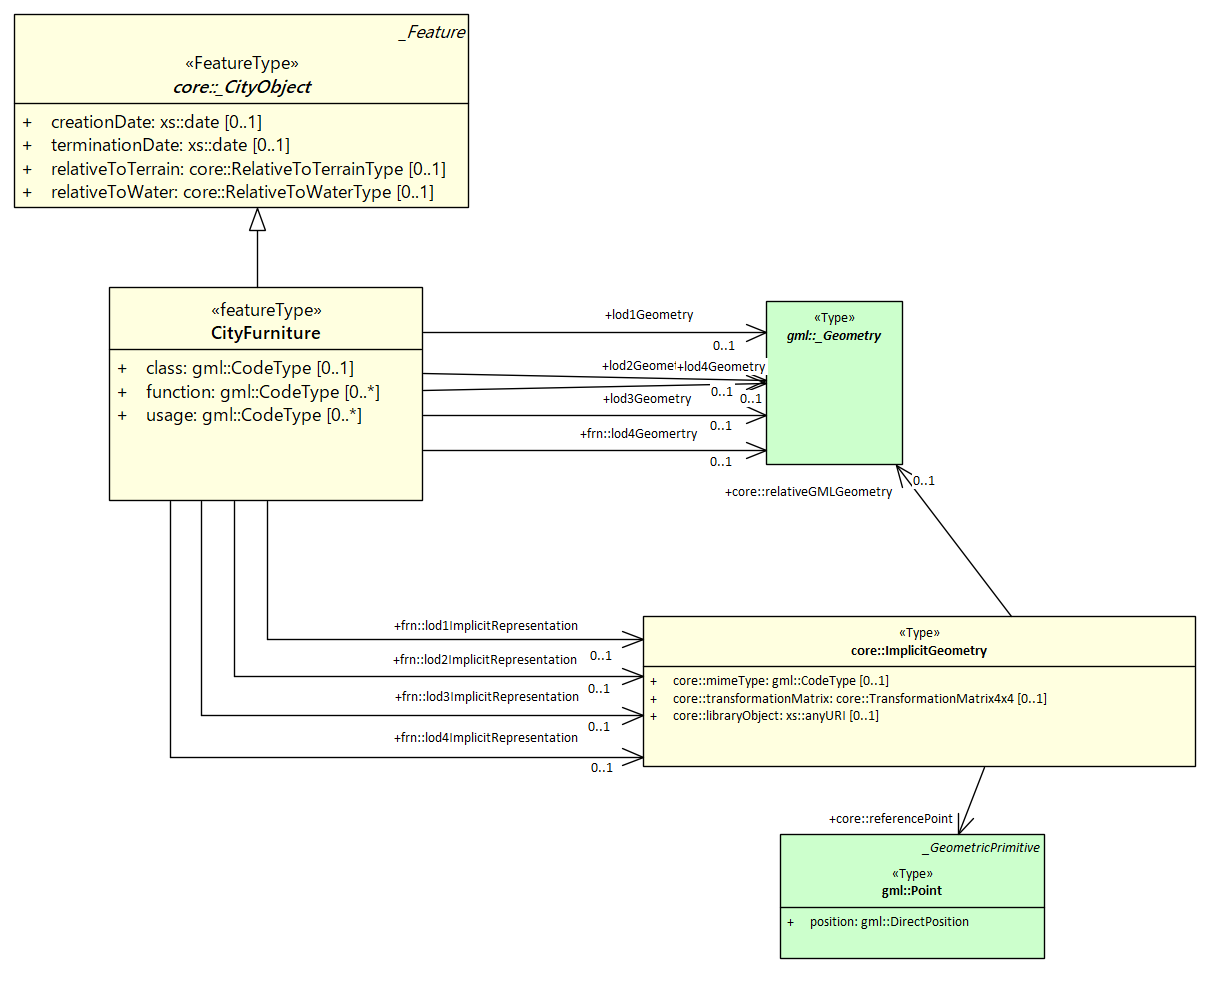 _Feature
«FeatureType»
core::_CityObject
+ creationDate: xs::date [0..1]
+ terminationDate: xs::date [0..1]
+ relativeToTerrain: core::RelativeToTerrainType [0..1]
+ relativeToWater: core::RelativeToWaterType [0..1]
«featureType»
CityFurniture
+ class: gml::CodeType [0..1]
+ function: gml::CodeType [0..*]
+ usage: gml::CodeType [0..*]
+lod1Geometry
0..1
+lod2Geomet
+lod4Geometry
0..1
0..1
+lod3Geometry
0..1
+frn::lod4Geomertry
0..1
«Type»
gml::_Geometry
0..1
+core::relativeGMLGeometry
+frn::lod1ImplicitRepresentation
0..1
+frn::lod2ImplicitRepresentation
0..1
+frn::lod3ImplicitRepresentation
0..1
+frn::lod4ImplicitRepresentation
0..1
«Type»
core::ImplicitGeometry
+ core::mimeType: gml::CodeType [0..1]
+ core::transformationMatrix: core::TransformationMatrix4x4 [0..1]
+ core::libraryObject: xs::anyURI [0..1]
+core::referencePoint
_GeometricPrimitive
«Type»
gml::Point
+ position: gml::DirectPosition